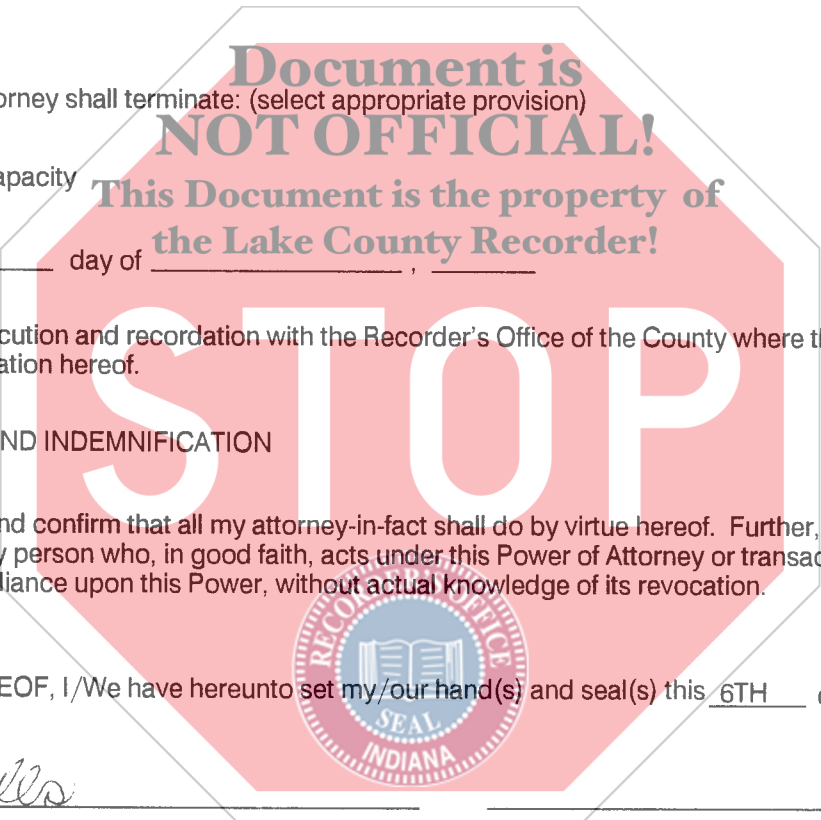 Document is
orney shall terminate: (select appropriate provision)
NOT OFFICIAL!
apacity
This Document is the property of
the Lake County Recorder!
day of ,
STOP
cution and recordation with the Recorder's Office of the County where th
ation hereof.
ND INDEMNIFICATION
nd confirm that all my attorney-in-fact shall do by virtue hereof. Further,
y person who, in good faith, acts under this Power of Attorney or transac
liance upon this Power, without actual knowledge of its revocation.
RECORDER'S OFFICE
EOF, I/We have hereunto set my/our hand(s) and seal(s) this 6TH
SEAL
INDIANA